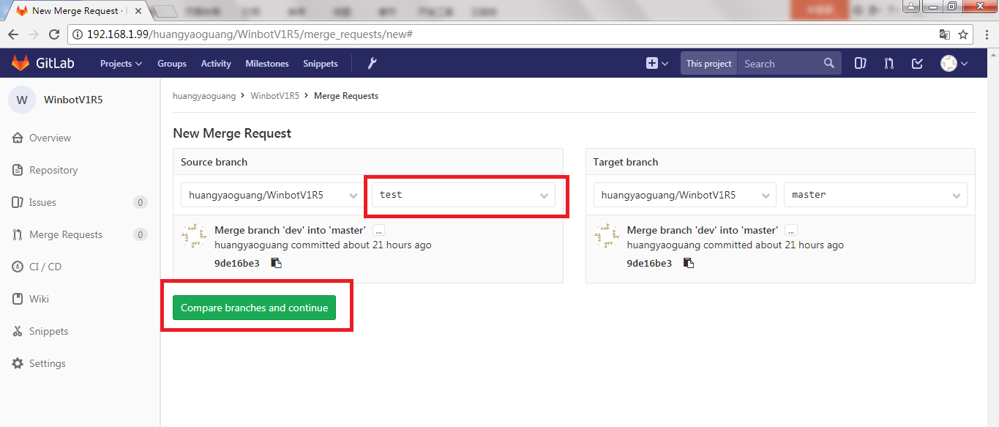 New Merge Request ·
192.168.1.99/huangyaoguang/WinbotV1R5/merge_requests/new#
GitLab Projects Groups Activity Milestones Snippets This project Search
W WinbotV1R5
Overview
Repository
Issues 0
Merge Requests 0
CI / CD
Wiki
Snippets
Settings
huangyaoguang > WinbotV1R5 > Merge Requests
New Merge Request
Source branch
huangyaoguang/WinbotV1R5 test
Merge branch 'dev' into 'master' ...
huangyaoguang committed about 21 hours ago
9de16be3
Target branch
huangyaoguang/WinbotV1R5 master
Merge branch 'dev' into 'master' ...
huangyaoguang committed about 21 hours ago
9de16be3
Compare branches and continue